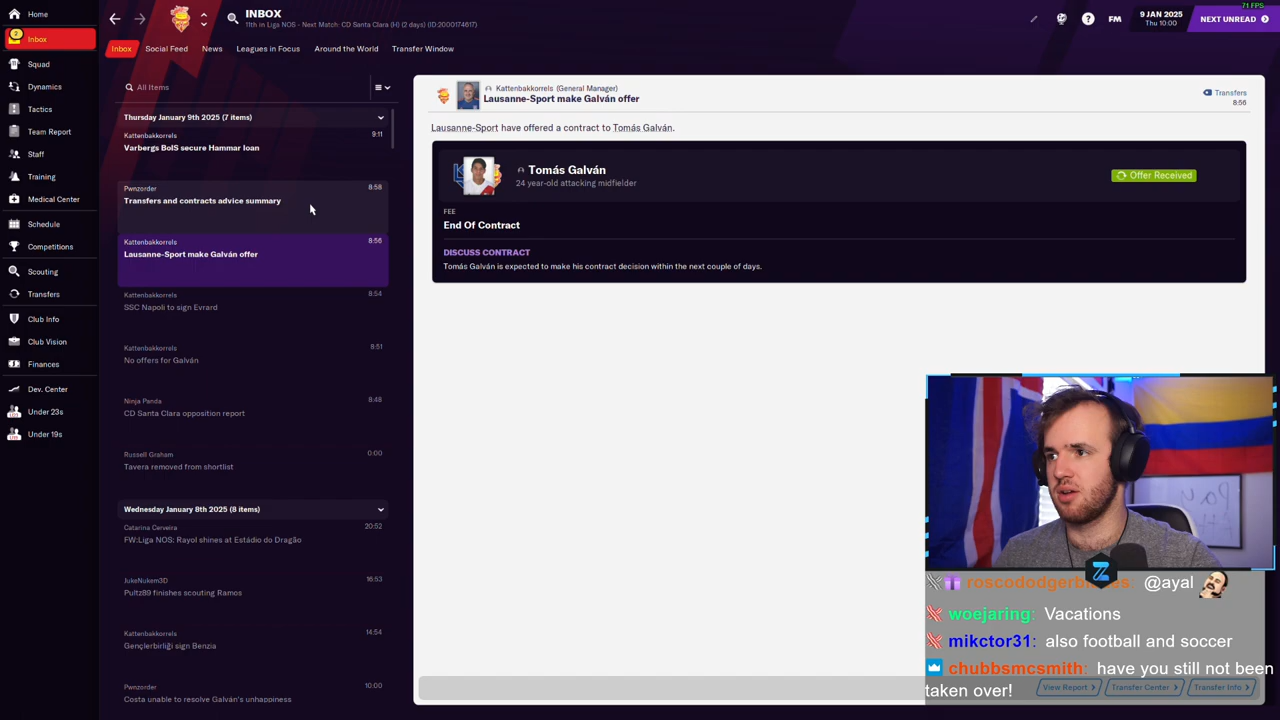 71 FPS
Home
INBOX
11th in Liga NOS - Next Match: CD Santa Clara (H) (2 days) (ID:2000174617)
FM
9 JAN 2025
Thu 10:00
NEXT UNREAD
2
Inbox
Inbox
Social Feed
News
Leagues in Focus
Around the World
Transfer Window
Squad
Dynamics
Tactics
Team Report
Staff
Training
Medical Center
Schedule
Competitions
Scouting
Transfers
Club Info
Club Vision
Finances
Dev. Center
Under 23s
Under 19s
All Items
Thursday January 9th 2025 (7 items)
Kattenbakkorrels 9:11
Varbergs BoIS secure Hammar loan
Pwnzorder 8:58
Transfers and contracts advice summary
Kattenbakkorrels 8:56
Lausanne-Sport make Galván offer
Kattenbakkorrels 8:54
SSC Napoli to sign Evrard
Kattenbakkorrels 8:51
No offers for Galván
Ninja Panda 8:48
CD Santa Clara opposition report
Russell Graham 0:00
Tavera removed from shortlist
Wednesday January 8th 2025 (8 items)
Catarina Cerveira 20:52
FW:Liga NOS: Rayol shines at Estádio do Dragão
JukeNukem3D 16:53
Pultz89 finishes scouting Ramos
Kattenbakkorrels 14:54
Gençlerbirliği sign Benzia
Pwnzorder 10:00
Costa unable to resolve Galván's unhappiness
Kattenbakkorrels (General Manager)
Lausanne-Sport make Galván offer
Transfers
8:56
Lausanne-Sport have offered a contract to Tomás Galván.
Tomás Galván
24 year-old attacking midfielder
Offer Received
FEE
End Of Contract
DISCUSS CONTRACT
Tomás Galván is expected to make his contract decision within the next couple of days.
@ayal
woejaring: Vacations
mikctor31: also football and soccer
chubbsmcsmith: have you still not been
taken over!
View Report
Transfer Center
Transfer Info